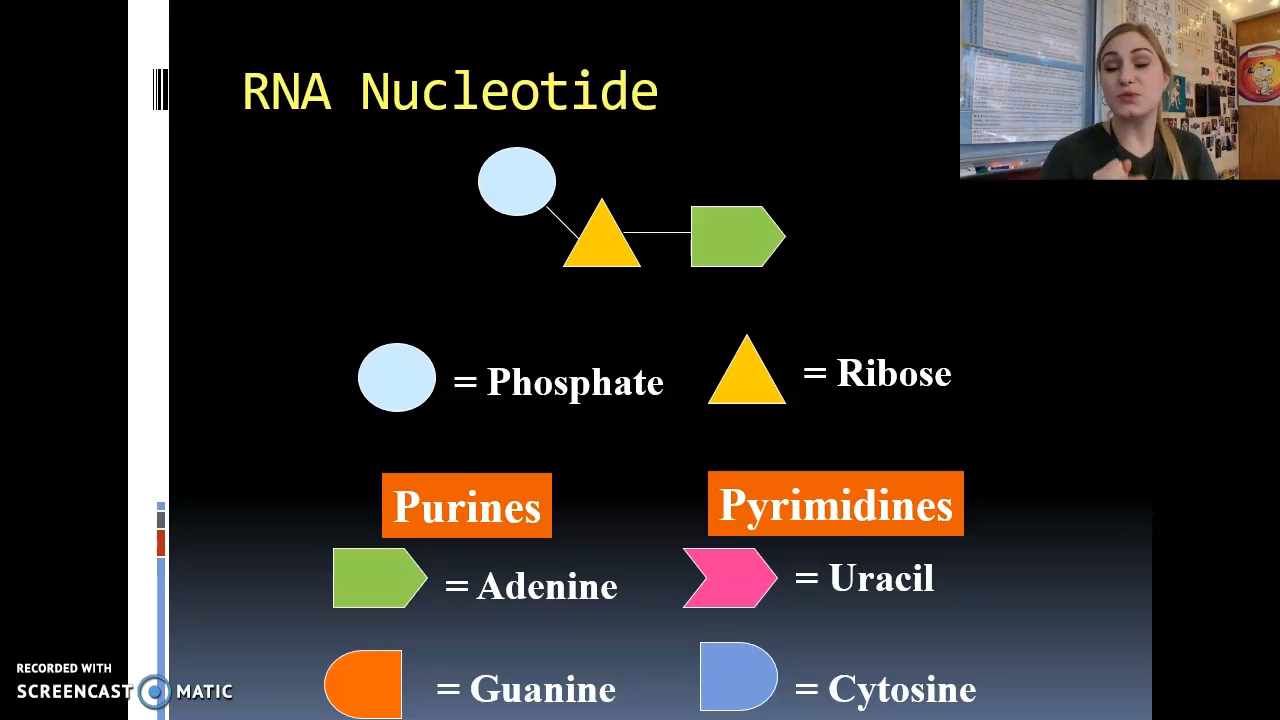 RNA Nucleotide
= Phosphate
= Ribose
Purines
Pyrimidines
= Adenine
= Uracil
= Guanine
= Cytosine
RECORDED WITH
SCREENCAST MATIC